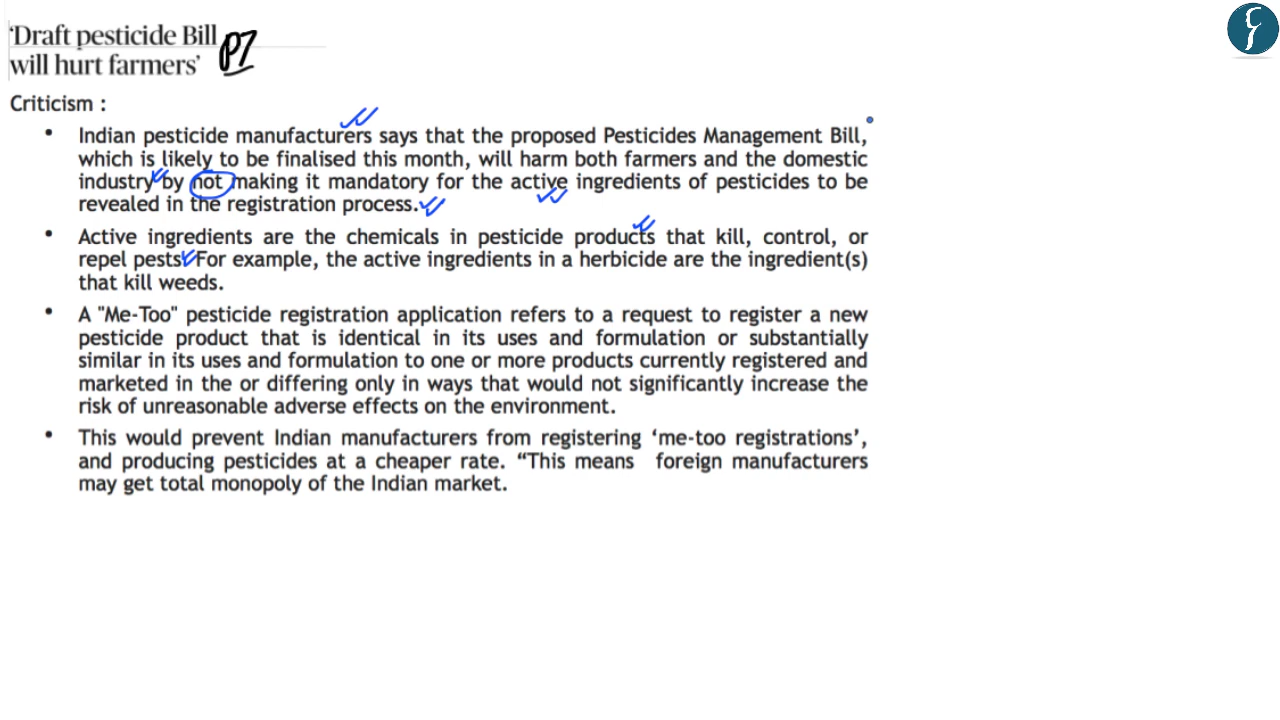 ‘Draft pesticide Bill
will hurt farmers’ P7
Criticism :
• Indian pesticide manufacturers says that the proposed Pesticides Management Bill,
which is likely to be finalised this month, will harm both farmers and the domestic
industry by not making it mandatory for the active ingredients of pesticides to be
revealed in the registration process.
• Active ingredients are the chemicals in pesticide products that kill, control, or
repel pests. For example, the active ingredients in a herbicide are the ingredient(s)
that kill weeds.
• A "Me-Too" pesticide registration application refers to a request to register a new
pesticide product that is identical in its uses and formulation or substantially
similar in its uses and formulation to one or more products currently registered and
marketed in the or differing only in ways that would not significantly increase the
risk of unreasonable adverse effects on the environment.
• This would prevent Indian manufacturers from registering ‘me-too registrations’,
and producing pesticides at a cheaper rate. “This means foreign manufacturers
may get total monopoly of the Indian market.